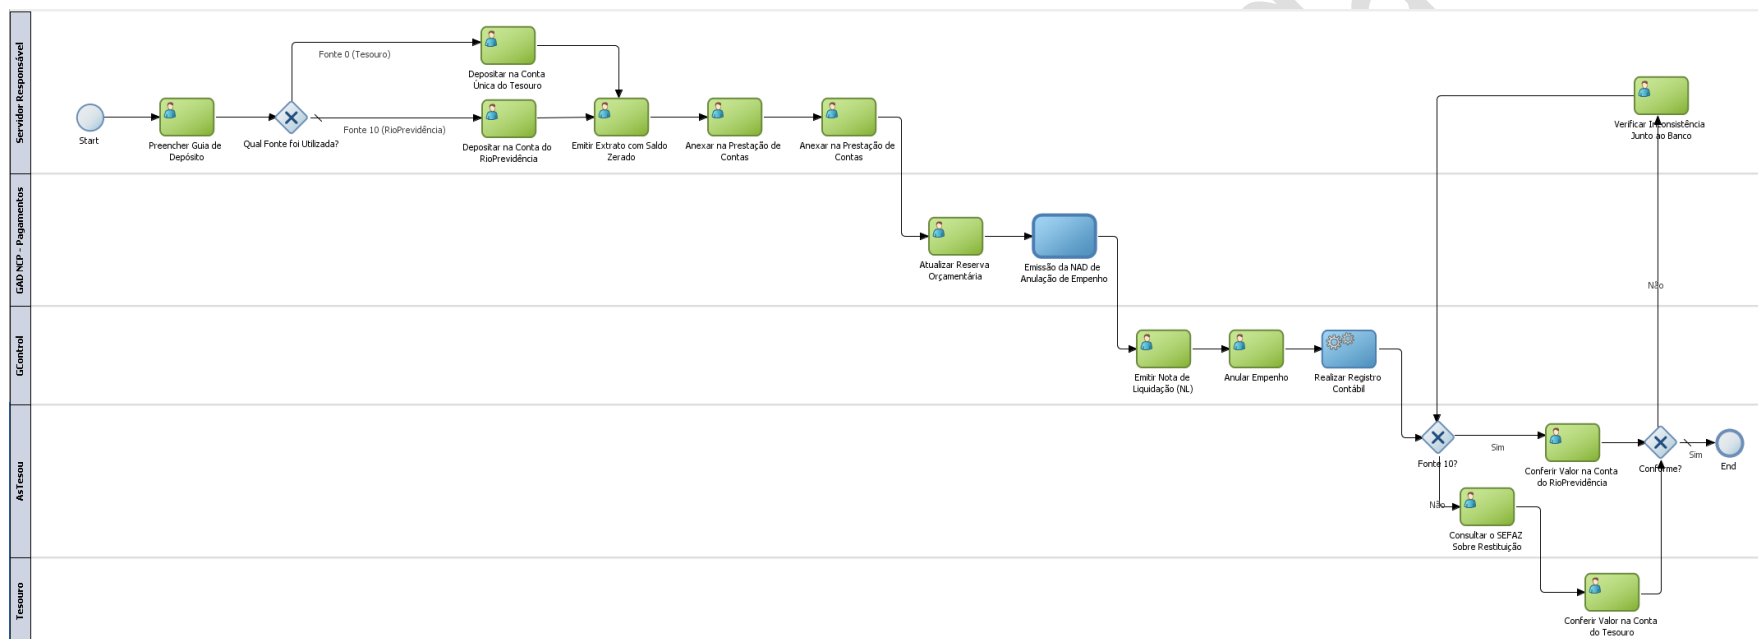 Servidor Responsável
Start
Preencher Guia de
Depósito
Qual Fonte foi Utilizada?
Fonte 0 (Tesouro)
Fonte 10 (RioPrevidência)
Depositar na Conta
Única do Tesouro
Depositar na Conta do
RioPrevidência
Emitir Extrato com Saldo
Zerado
Anexar na Prestação de
Contas
Anexar na Prestação de
Contas
Verificar Inconsistência
Junto ao Banco
GAD NCP - Pagamentos
Atualizar Reserva
Orçamentária
Emissão da NAD de
Anulação de Empenho
Não
GControl
Emitir Nota de
Liquidação (NL)
Anular Empenho
Realizar Registro
Contábil
AsTesou
Fonte 10?
Sim
Conferir Valor na Conta
do RioPrevidência
Conforme?
Sim
End
Não
Consultar o SEFAZ
Sobre Restituição
Tesouro
Conferir Valor na Conta
do Tesouro